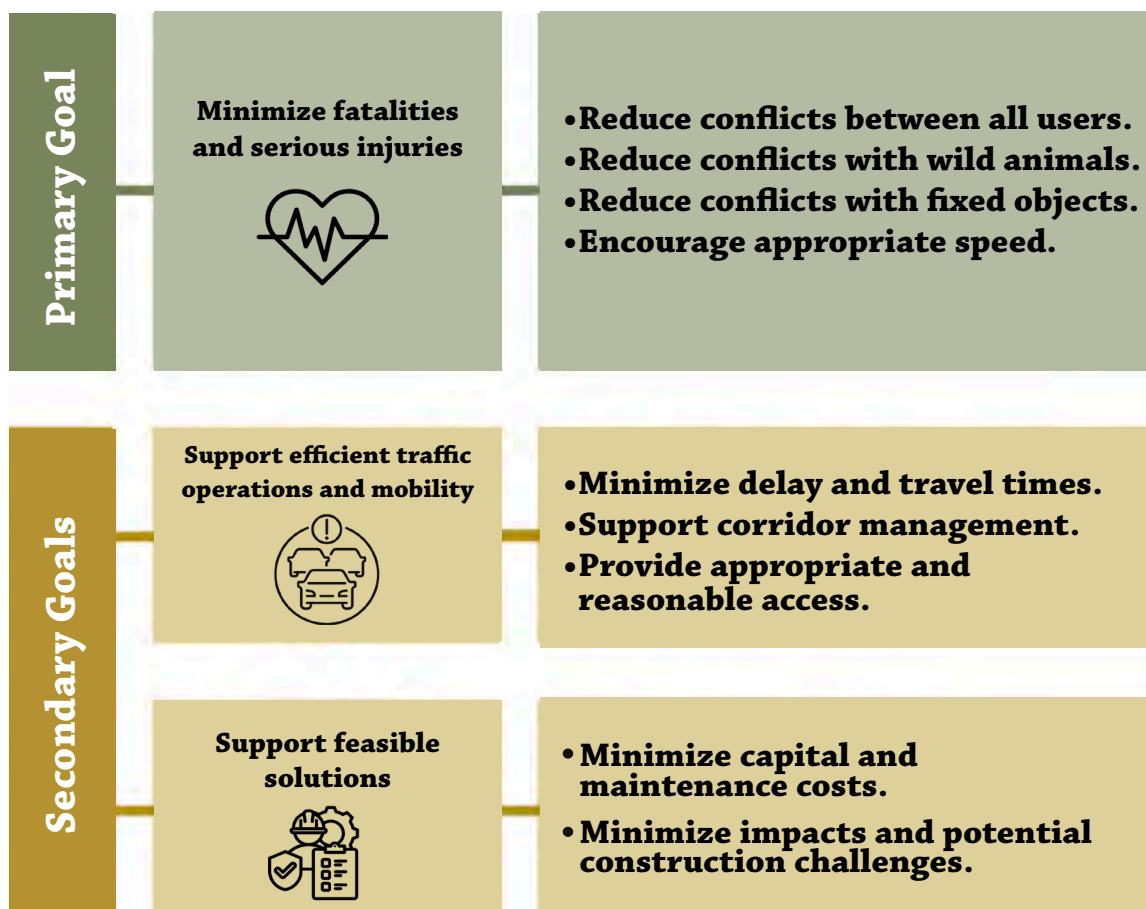 Primary Goal
Minimize fatalities
and serious injuries
•Reduce conflicts between all users.
•Reduce conflicts with wild animals.
•Reduce conflicts with fixed objects.
•Encourage appropriate speed.
Secondary Goals
Support efficient traffic
operations and mobility
•Minimize delay and travel times.
•Support corridor management.
•Provide appropriate and
reasonable access.
Support feasible
solutions
•Minimize capital and
maintenance costs.
•Minimize impacts and potential
construction challenges.